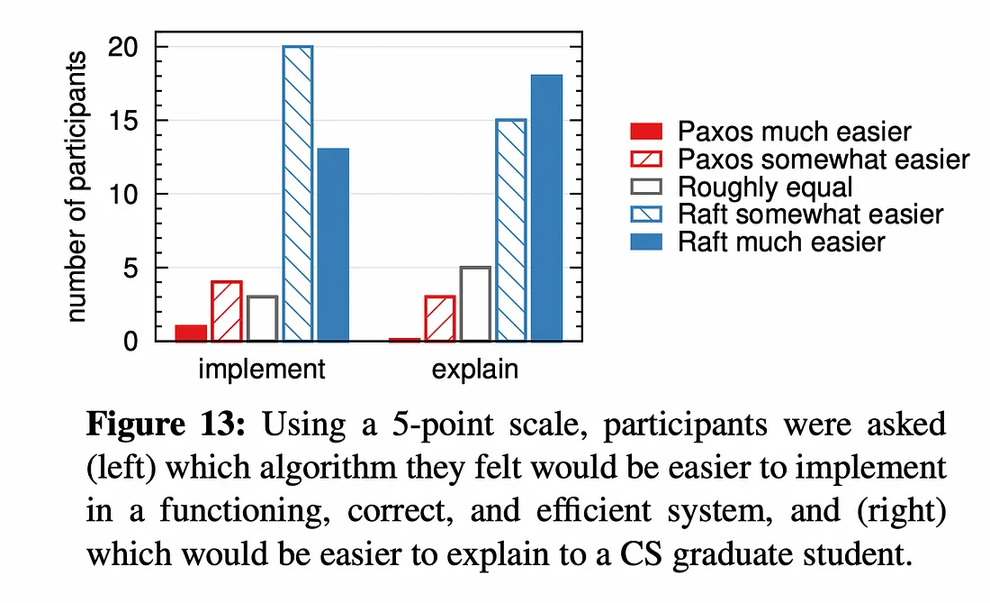 20
15
10
5
0
number of participants
implement explain
Paxos much easier
Paxos somewhat easier
Roughly equal
Raft somewhat easier
Raft much easier
Figure 13: Using a 5-point scale, participants were asked
(left) which algorithm they felt would be easier to implement
in a functioning, correct, and efficient system, and (right)
which would be easier to explain to a CS graduate student.